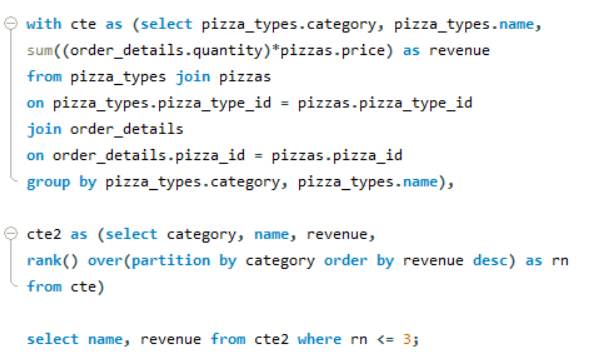 with cte as (select pizza_types.category, pizza_types.name,
sum((order_details.quantity)*pizzas.price) as revenue
from pizza_types join pizzas
on pizza_types.pizza_type_id = pizzas.pizza_type_id
join order_details
on order_details.pizza_id = pizzas.pizza_id
group by pizza_types.category, pizza_types.name),
cte2 as (select category, name, revenue,
rank() over(partition by category order by revenue desc) as rn
from cte)
select name, revenue from cte2 where rn <= 3;